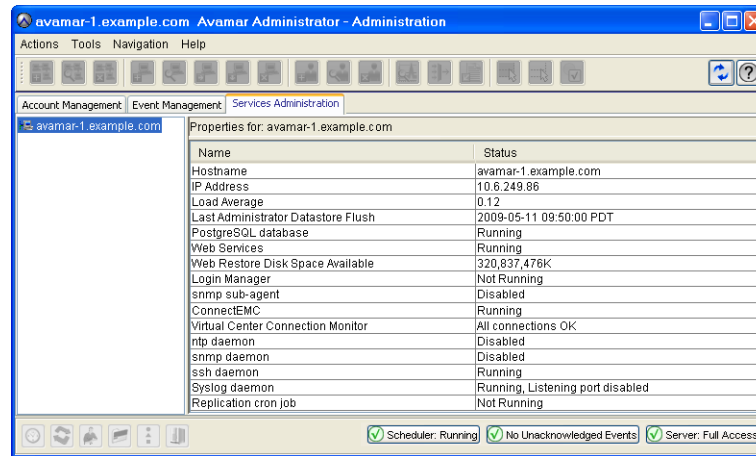 avamar-1.example.com Avamar Administrator - Administration
Actions Tools Navigation Help
Account Management Event Management Services Administration
avamar-1.example.com
Properties for: avamar-1.example.com
Name Status
Hostname avamar-1.example.com
IP Address 10.6.249.86
Load Average 0.12
Last Administrator Datastore Flush 2009-05-11 09:50:00 PDT
PostgreSQL database Running
Web Services Running
Web Restore Disk Space Available 320,837,476K
Login Manager Not Running
snmp sub-agent Disabled
ConnectEMC Running
Virtual Center Connection Monitor All connections OK
ntp daemon Disabled
snmp daemon Disabled
ssh daemon Running
Syslog daemon Running, Listening port disabled
Replication cron job Not Running
Scheduler: Running No Unacknowledged Events Server: Full Access